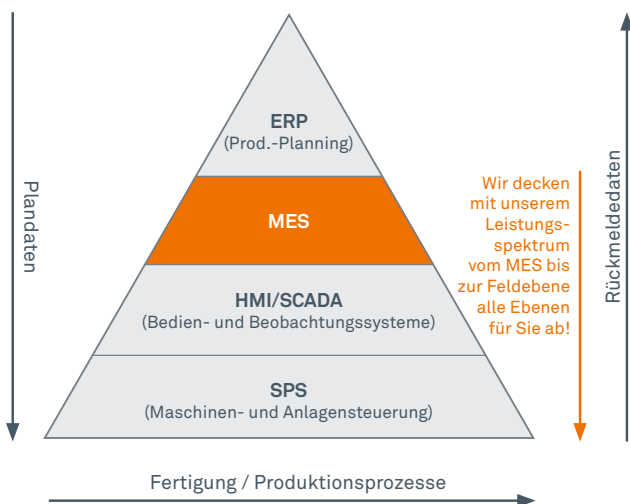 ERP
(Prod.-Planning)
MES
HMI/SCADA
(Bedien- und Beobachtungssysteme)
SPS
(Maschinen- und Anlagensteuerung)
Plandaten
Wir decken
mit unserem
Leistungs-
spektrum
vom MES bis
zur Feldebene
alle Ebenen
für Sie ab!
Rückmeldedaten
Fertigung / Produktionsprozesse